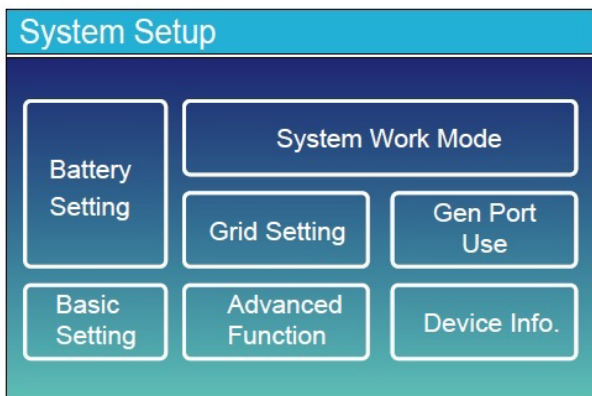 System Setup
Battery
Setting
System Work Mode
Grid Setting
Gen Port
Use
Basic
Setting
Advanced
Function
Device Info.